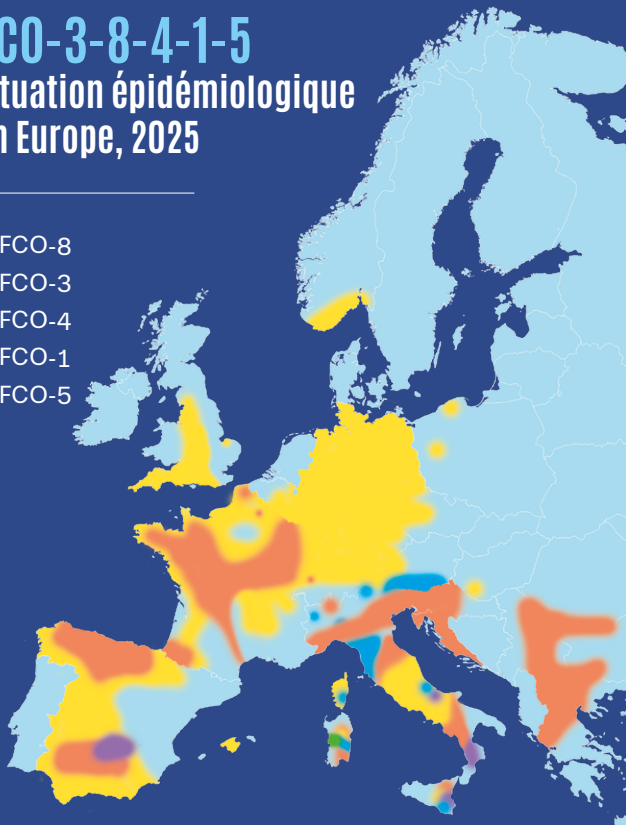 CO-3-8-4-1-5
tuation épidémiologique
n Europe, 2025
FCO-8
FCO-3
FCO-4
FCO-1
FCO-5